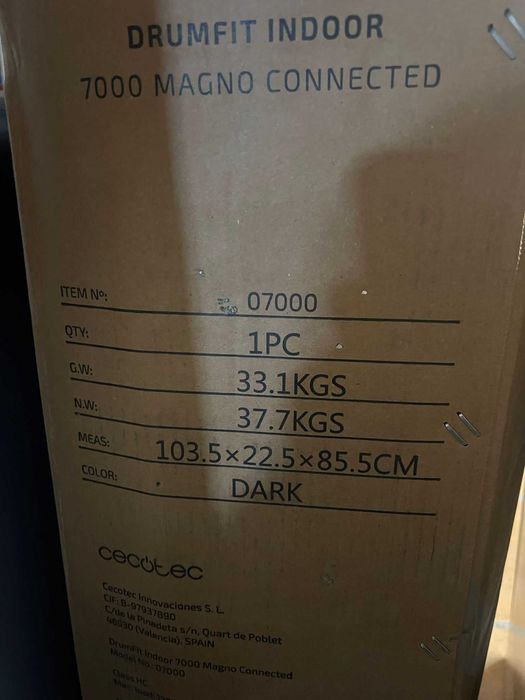 DRUMFIT INDOOR
7000 MAGNO CONNECTED
ITEM Nº: 07000
QTY: 1PC
G.W: 33.1KGS
N.W: 37.7KGS
MEAS: 103.5×22.5×85.5CM
COLOR: DARK
cecotec
Cecotec Innovaciones S. L.
CIF: B-97937890
C/de la Pinadeta s/n, Quart de Poblet
46930 (Valencia). SPAIN
DrumFit Indoor 7000 Magno Connected
Model No.: 07000
Class HC